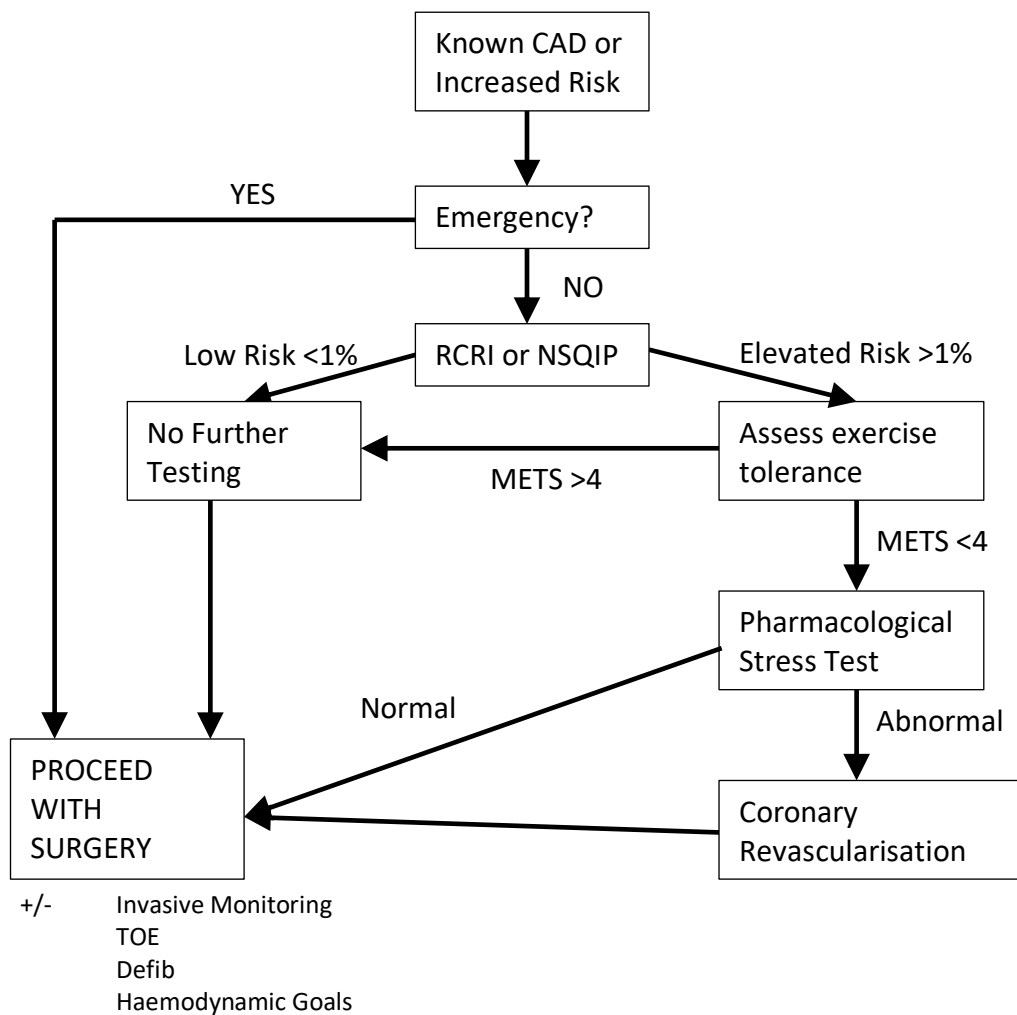 Known CAD or
Increased Risk
YES
Emergency?
NO
Low Risk <1%
RCRI or NSQIP
Elevated Risk >1%
No Further
Testing
Assess exercise
tolerance
METS >4
METS <4
Pharmacological
Stress Test
Normal
Abnormal
PROCEED
WITH
SURGERY
Coronary
Revascularisation
+/- Invasive Monitoring
TOE
Defib
Haemodynamic Goals